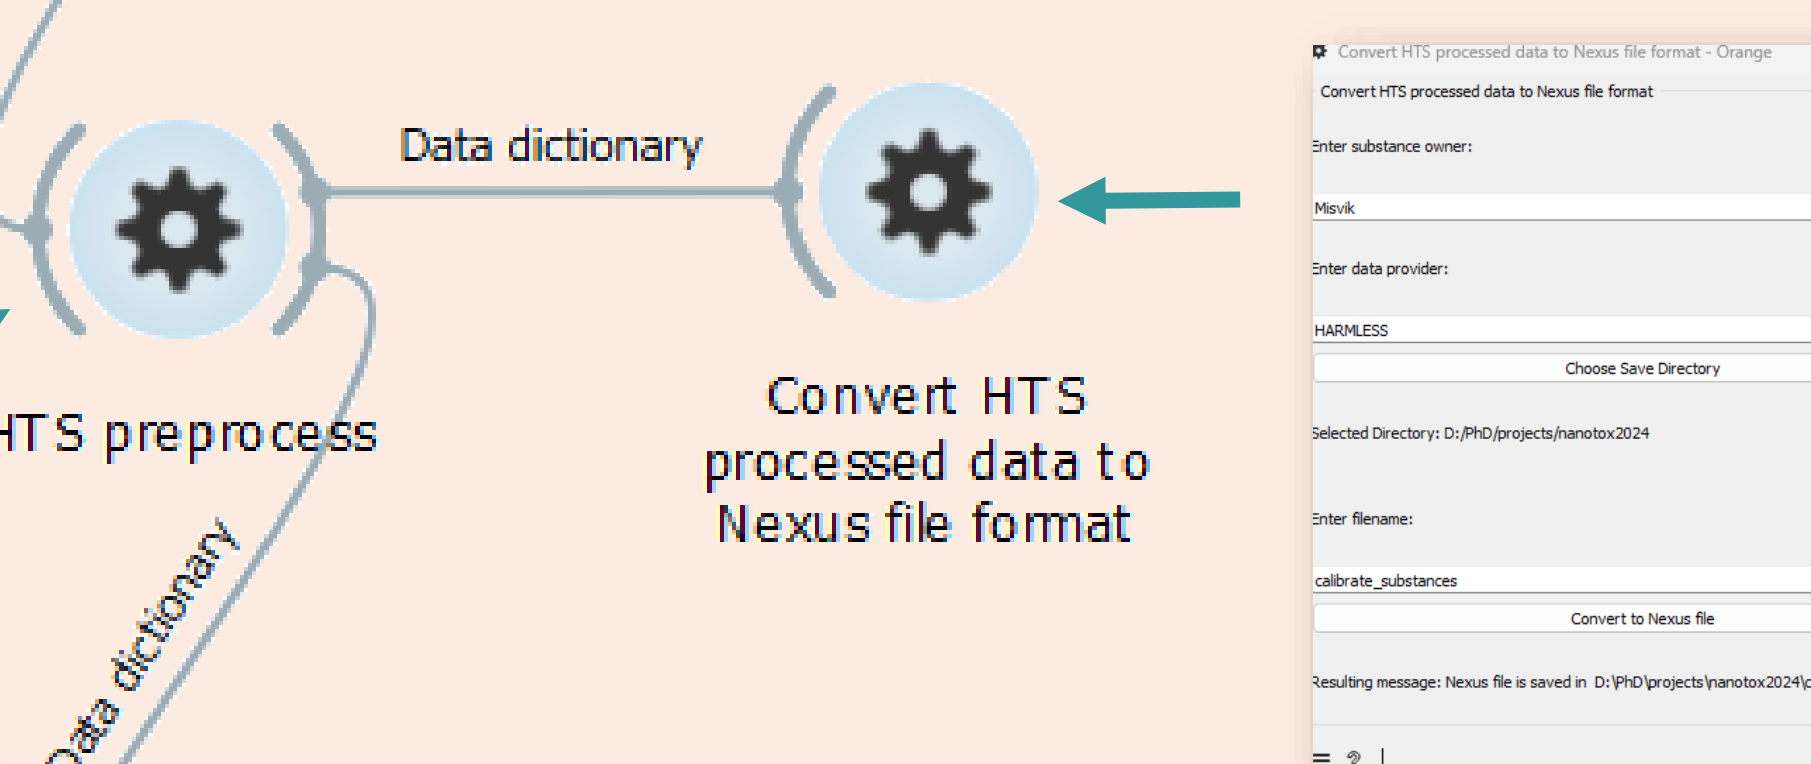 Data dictionary
HTS preprocess
Convert HTS
processed data to
Nexus file format
Data dictionary
Convert HTS processed data to Nexus file format - Orange
Convert HTS processed data to Nexus file format
Enter substance owner:
Misvik
Enter data provider:
HARMLESS
Choose Save Directory
Selected Directory: D:/PhD/projects/nanotox2024
Enter filename:
calibrate_substances
Convert to Nexus file
Resulting message: Nexus file is saved in D:\PhD\projects\nanotox2024\